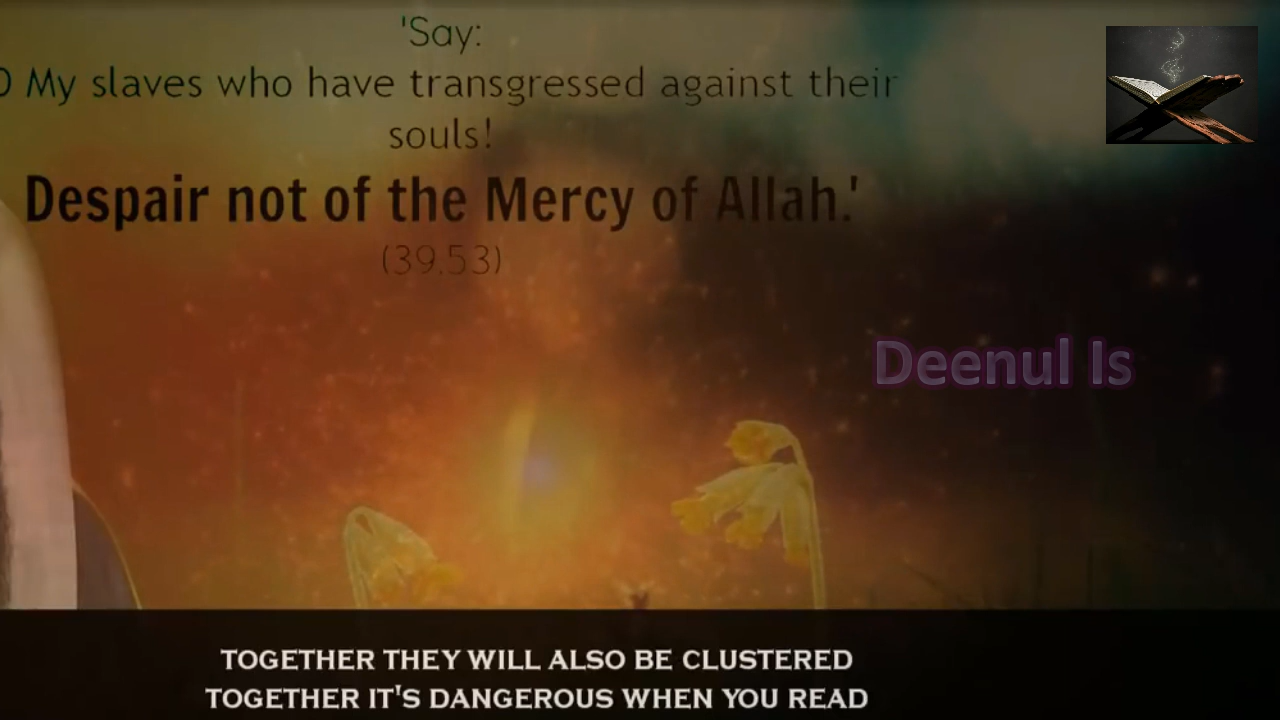 'Say:
O My slaves who have transgressed against their
souls!
Despair not of the Mercy of Allah.'
(39.53)
Deenul Is
TOGETHER THEY WILL ALSO BE CLUSTERED
TOGETHER IT'S DANGEROUS WHEN YOU READ